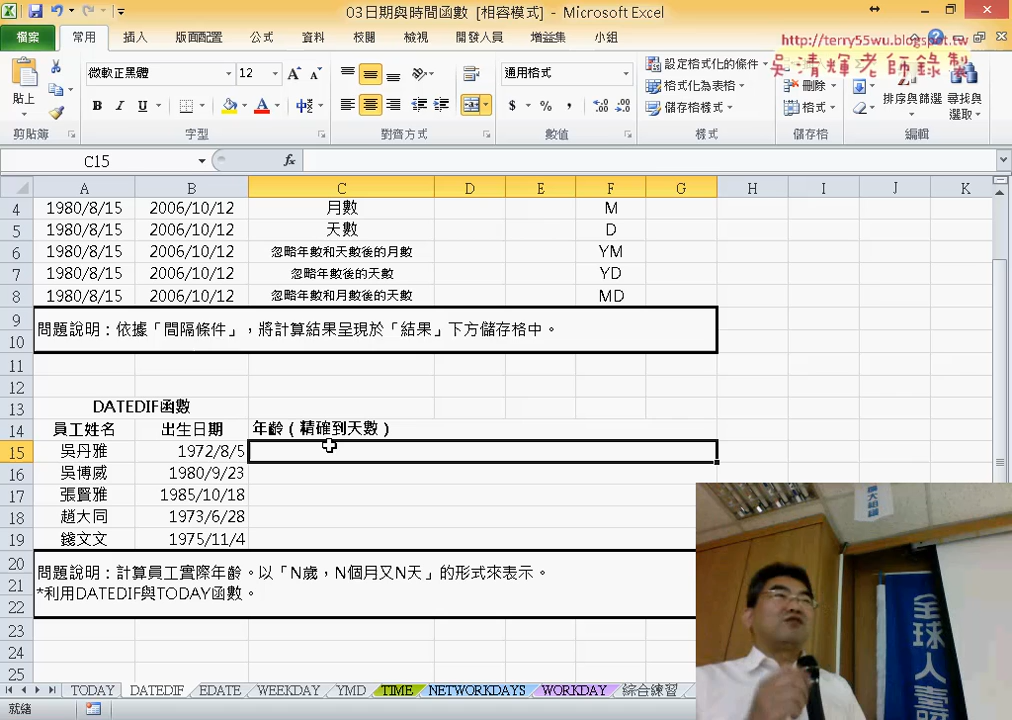 03日期與時間函數 [相容模式] - Microsoft Excel
檔案 常用 插入 版面配置 公式 資料 校閱 檢視 開發人員 增益集 小組
http://terry55wu.blogspot.tw
吳清輝老師錄製
貼上 微軟正黑體 12 通用格式 設定格式化的條件 格式化為表格 儲存格樣式 刪除 格式 排序與篩選 尋找與選取
剪貼簿 字型 對齊方式 數值 樣式 儲存格 編輯
C15 fx
A B C D E F G H I J K
4 1980/8/15 2006/10/12 月數 M
5 1980/8/15 2006/10/12 天數 D
6 1980/8/15 2006/10/12 忽略年數和天數後的月數 YM
7 1980/8/15 2006/10/12 忽略年數後的天數 YD
8 1980/8/15 2006/10/12 忽略年數和月數後的天數 MD
9
問題說明：依據「間隔條件」，將計算結果呈現於「結果」下方儲存格中。
10
11
12
13 DATEDIF函數
14 員工姓名 出生日期 年齡（精確到天數）
15 吳丹雅 1972/8/5
16 吳博威 1980/9/23
17 張賢雅 1985/10/18
18 趙大同 1973/6/28
19 錢文文 1975/11/4
20
問題說明：計算員工實際年齡。以「N歲，N個月又N天」的形式來表示。
21
*利用DATEDIF與TODAY函數。
22
23
24
25
TODAY DATEDIF EDATE WEEKDAY YMD TIME NETWORKDAYS WORKDAY 綜合練習
就緒
全球人壽